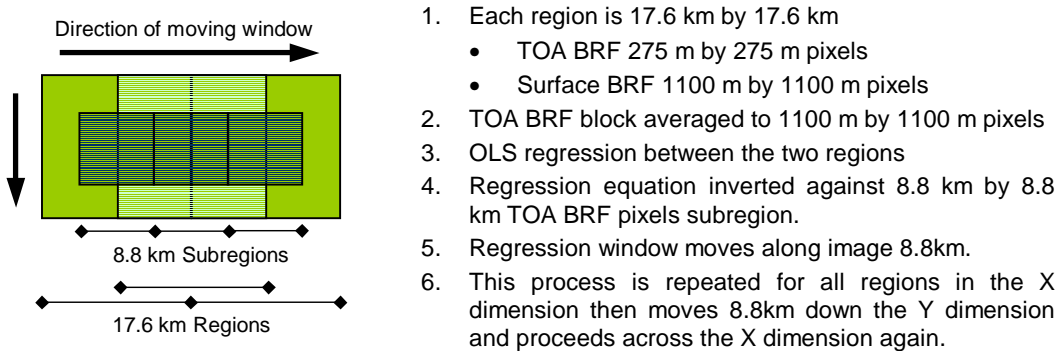 Direction of moving window
8.8 km Subregions
17.6 km Regions
1. Each region is 17.6 km by 17.6 km
• TOA BRF 275 m by 275 m pixels
• Surface BRF 1100 m by 1100 m pixels
2. TOA BRF block averaged to 1100 m by 1100 m pixels
3. OLS regression between the two regions
4. Regression equation inverted against 8.8 km by 8.8
km TOA BRF pixels subregion.
5. Regression window moves along image 8.8km.
6. This process is repeated for all regions in the X
dimension then moves 8.8km down the Y dimension
and proceeds across the X dimension again.